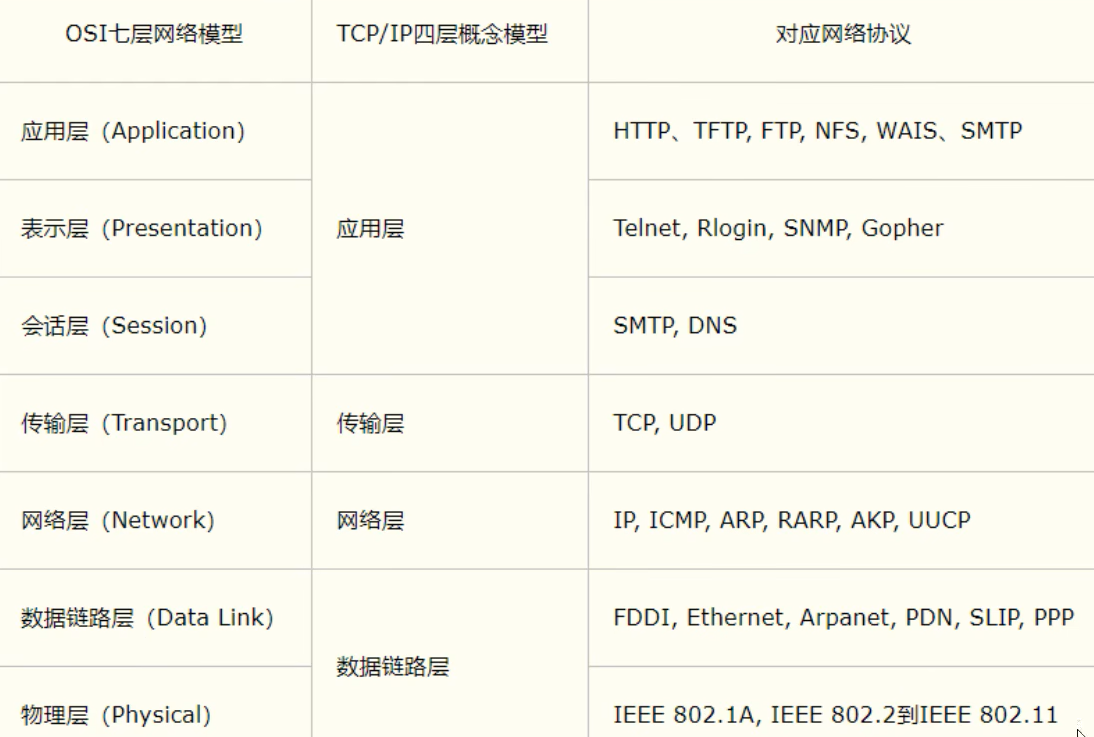 OSI七层网络模型 TCP/IP四层概念模型 对应网络协议
应用层（Application） HTTP、TFTP, FTP, NFS, WAIS、SMTP
表示层（Presentation） 应用层 Telnet, Rlogin, SNMP, Gopher
会话层（Session） SMTP, DNS
传输层（Transport） 传输层 TCP, UDP
网络层（Network） 网络层 IP, ICMP, ARP, RARP, AKP, UUCP
数据链路层（Data Link） FDDI, Ethernet, Arpanet, PDN, SLIP, PPP
数据链路层
物理层（Physical） IEEE 802.1A, IEEE 802.2到IEEE 802.11